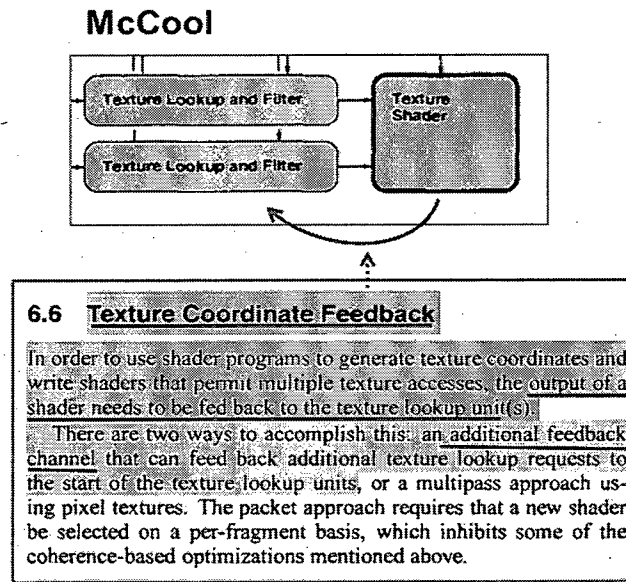 McCool
Texture Lookup and Filter
Texture
Shader
Texture Lookup and Filter
6.6 Texture Coordinate Feedback
In order to use shader programs to generate texture coordinates and
write shaders that permit multiple texture accesses, the output of a
shader needs to be fed back to the texture lookup unit(s).
There are two ways to accomplish this: an additional feedback
channel that can feed back additional texture lookup requests to
the start of the texture lookup units, or a multipass approach us-
ing pixel textures. The packet approach requires that a new shader
be selected on a per-fragment basis, which inhibits some of the
coherence-based optimizations mentioned above.